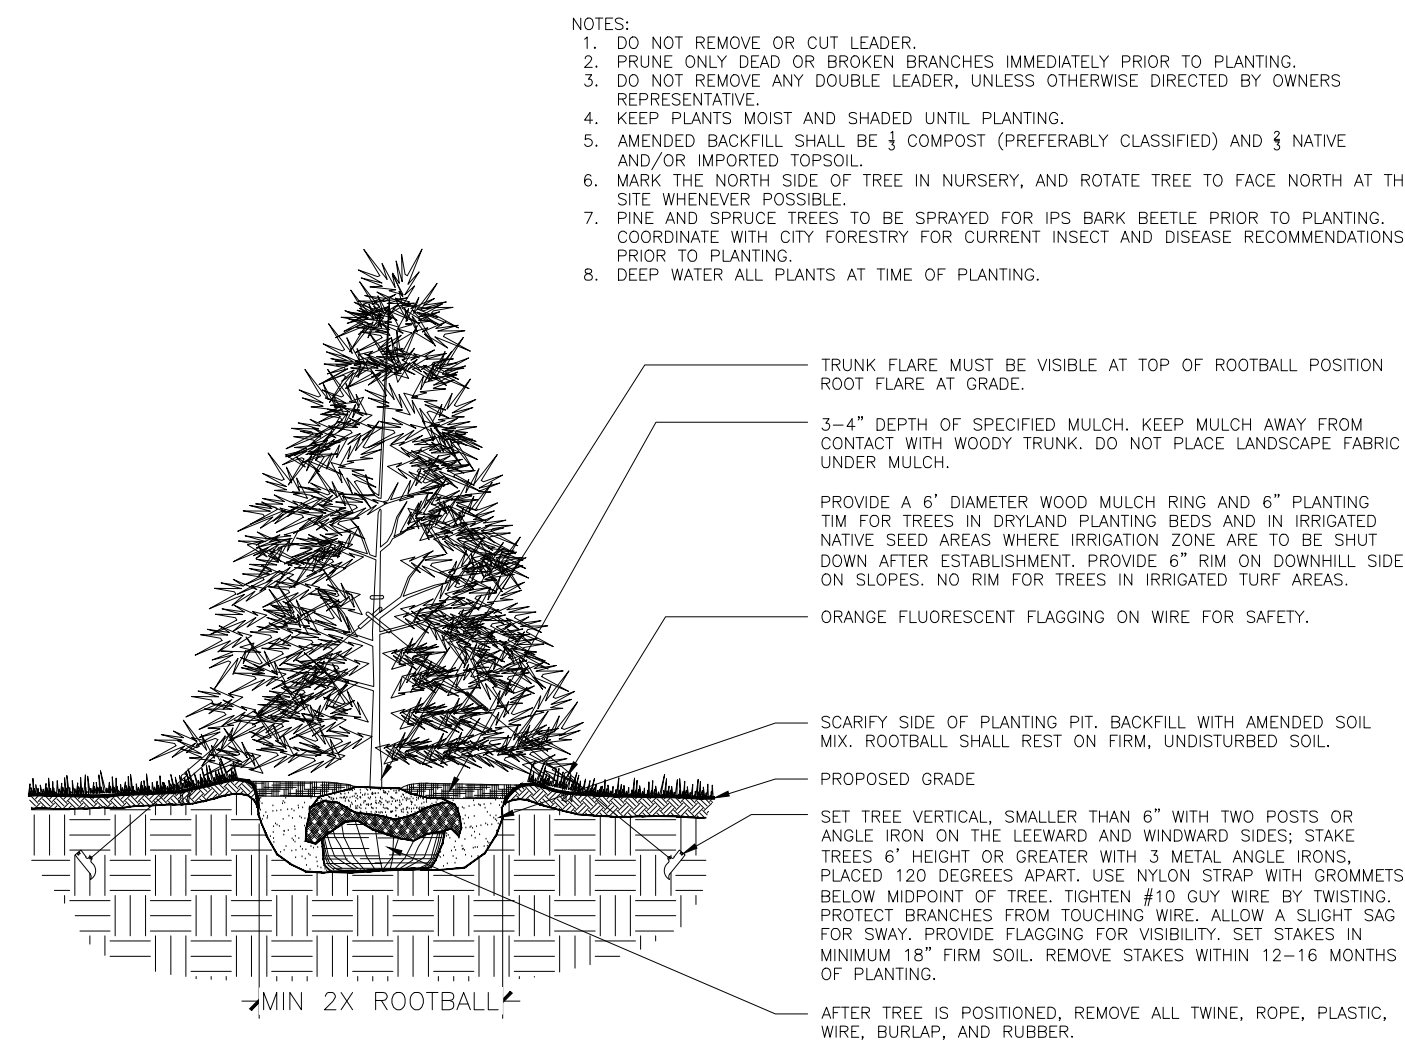 NOTES:
1. DO NOT REMOVE OR CUT LEADER.
2. PRUNE ONLY DEAD OR BROKEN BRANCHES IMMEDIATELY PRIOR TO PLANTING.
3. DO NOT REMOVE ANY DOUBLE LEADER, UNLESS OTHERWISE DIRECTED BY OWNERS
REPRESENTATIVE.
4. KEEP PLANTS MOIST AND SHADED UNTIL PLANTING.
5. AMENDED BACKFILL SHALL BE 1/3 COMPOST (PREFERABLY CLASSIFIED) AND 2/3 NATIVE
AND/OR IMPORTED TOPSOIL.
6. MARK THE NORTH SIDE OF TREE IN NURSERY, AND ROTATE TREE TO FACE NORTH AT TH
SITE WHENEVER POSSIBLE.
7. PINE AND SPRUCE TREES TO BE SPRAYED FOR IPS BARK BEETLE PRIOR TO PLANTING.
COORDINATE WITH CITY FORESTRY FOR CURRENT INSECT AND DISEASE RECOMMENDATIONS
PRIOR TO PLANTING.
8. DEEP WATER ALL PLANTS AT TIME OF PLANTING.
TRUNK FLARE MUST BE VISIBLE AT TOP OF ROOTBALL POSITION
ROOT FLARE AT GRADE.
3-4" DEPTH OF SPECIFIED MULCH. KEEP MULCH AWAY FROM
CONTACT WITH WOODY TRUNK. DO NOT PLACE LANDSCAPE FABRIC
UNDER MULCH.
PROVIDE A 6' DIAMETER WOOD MULCH RING AND 6" PLANTING
TIM FOR TREES IN DRYLAND PLANTING BEDS AND IN IRRIGATED
NATIVE SEED AREAS WHERE IRRIGATION ZONE ARE TO BE SHUT
DOWN AFTER ESTABLISHMENT. PROVIDE 6" RIM ON DOWNHILL SIDE
ON SLOPES. NO RIM FOR TREES IN IRRIGATED TURF AREAS.
ORANGE FLUORESCENT FLAGGING ON WIRE FOR SAFETY.
SCARIFY SIDE OF PLANTING PIT. BACKFILL WITH AMENDED SOIL
MIX. ROOTBALL SHALL REST ON FIRM, UNDISTURBED SOIL.
PROPOSED GRADE
SET TREE VERTICAL, SMALLER THAN 6" WITH TWO POSTS OR
ANGLE IRON ON THE LEEWARD AND WINDWARD SIDES; STAKE
TREES 6' HEIGHT OR GREATER WITH 3 METAL ANGLE IRONS,
PLACED 120 DEGREES APART. USE NYLON STRAP WITH GROMMETS
BELOW MIDPOINT OF TREE. TIGHTEN #10 GUY WIRE BY TWISTING.
PROTECT BRANCHES FROM TOUCHING WIRE. ALLOW A SLIGHT SAG
FOR SWAY. PROVIDE FLAGGING FOR VISIBILITY. SET STAKES IN
MINIMUM 18" FIRM SOIL. REMOVE STAKES WITHIN 12-16 MONTHS
OF PLANTING.
MIN 2X ROOTBALL
AFTER TREE IS POSITIONED, REMOVE ALL TWINE, ROPE, PLASTIC,
WIRE, BURLAP, AND RUBBER.